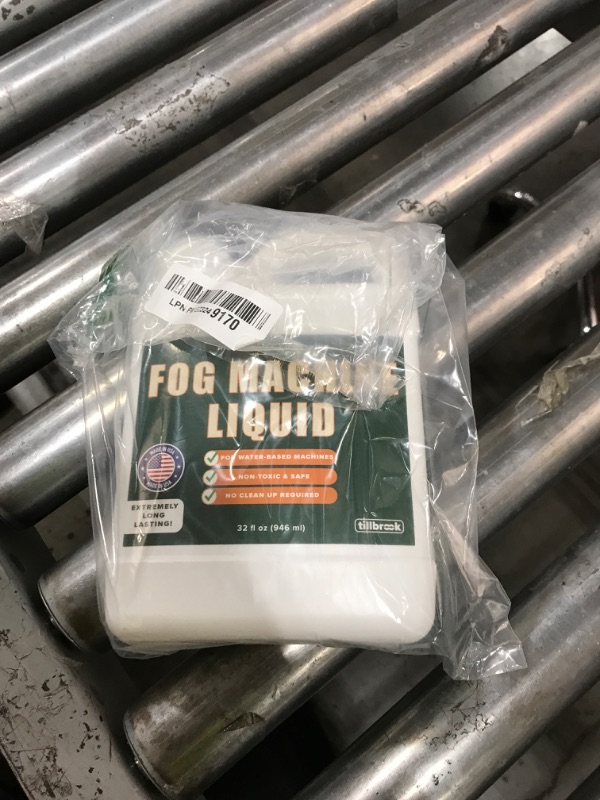 9170
FOG MACHINE
LIQUID
FOR WATER-BASED MACHINES
NON-TOXIC & SAFE
NO CLEAN UP REQUIRED
EXTREMELY
LONG
LASTING!
32 fl oz (946 ml)
tillbrook